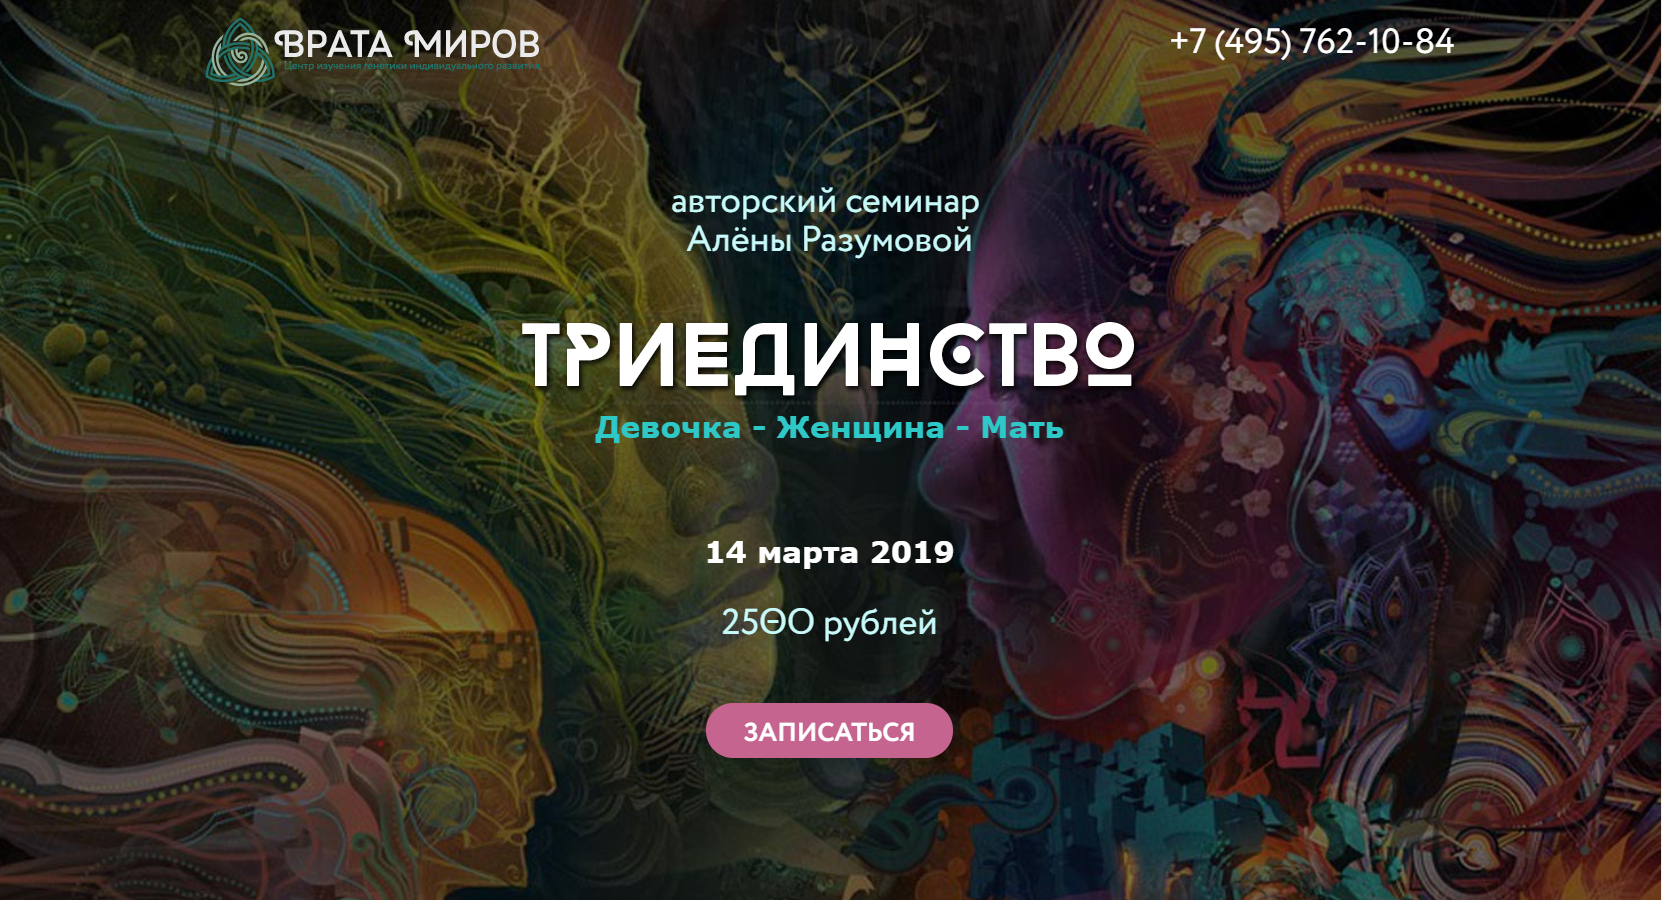 ВРАТА МИРОВ
Центр изучения генетики индивидуального развития
+7 (495) 762-10-84
авторский семинар
Алёны Разумовой
ТРИЕДИНСТВО
Девочка - Женщина - Мать
14 марта 2019
2500 рублей
ЗАПИСАТЬСЯ